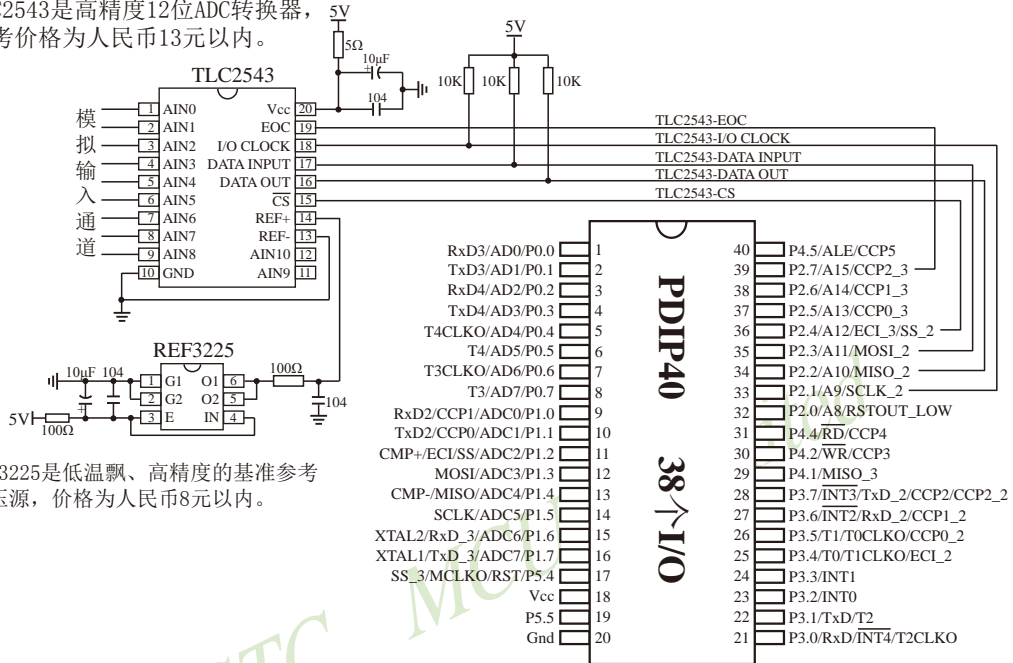 C2543是高精度12位ADC转换器，
考价格为人民币13元以内。
5V
5Ω
10μF
+
104
5V
10K
10K
10K
TLC2543
模
拟
输
入
通
道
1 AIN0
2 AIN1
3 AIN2
4 AIN3
5 AIN4
6 AIN5
7 AIN6
8 AIN7
9 AIN8
10 GND
Vcc 20
EOC 19
I/O CLOCK 18
DATA INPUT 17
DATA OUT 16
CS 15
REF+ 14
REF- 13
AIN10 12
AIN9 11
TLC2543-EOC
TLC2543-I/O CLOCK
TLC2543-DATA INPUT
TLC2543-DATA OUT
TLC2543-CS
REF3225
10μF 104
+
1 G1
2 G2
3 E
O1 6
O2 5
IN 4
100Ω
104
5V
100Ω
3225是低温飘、高精度的基准参考
压源，价格为人民币8元以内。
PDIP40
38个I/O
RxD3/AD0/P0.0 1
TxD3/AD1/P0.1 2
RxD4/AD2/P0.2 3
TxD4/AD3/P0.3 4
T4CLKO/AD4/P0.4 5
T4/AD5/P0.5 6
T3CLKO/AD6/P0.6 7
T3/AD7/P0.7 8
RxD2/CCP1/ADC0/P1.0 9
TxD2/CCP0/ADC1/P1.1 10
CMP+/ECI/SS/ADC2/P1.2 11
MOSI/ADC3/P1.3 12
CMP-/MISO/ADC4/P1.4 13
SCLK/ADC5/P1.5 14
XTAL2/RxD_3/ADC6/P1.6 15
XTAL1/TxD_3/ADC7/P1.7 16
SS_3/MCLKO/RST/P5.4 17
Vcc 18
P5.5 19
Gnd 20
40 P4.5/ALE/CCP5
39 P2.7/A15/CCP2_3
38 P2.6/A14/CCP1_3
37 P2.5/A13/CCP0_3
36 P2.4/A12/ECI_3/SS_2
35 P2.3/A11/MOSI_2
34 P2.2/A10/MISO_2
33 P2.1/A9/SCLK_2
32 P2.0/A8/RSTOUT_LOW
31 P4.4/RD/CCP4
30 P4.2/WR/CCP3
29 P4.1/MISO_3
28 P3.7/INT3/TxD_2/CCP2/CCP2_2
27 P3.6/INT2/RxD_2/CCP1_2
26 P3.5/T1/T0CLKO/CCP0_2
25 P3.4/T0/T1CLKO/ECI_2
24 P3.3/INT1
23 P3.2/INT0
22 P3.1/TxD/T2
21 P3.0/RxD/INT4/T2CLKO
MCU